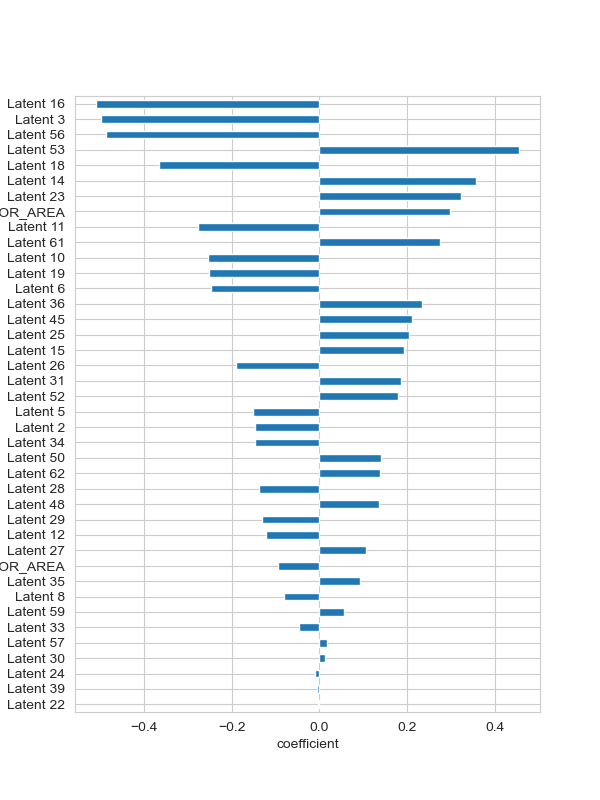 Latent 16
Latent 3
Latent 56
Latent 53
Latent 18
Latent 14
Latent 23
OR_AREA
Latent 11
Latent 61
Latent 10
Latent 19
Latent 6
Latent 36
Latent 45
Latent 25
Latent 15
Latent 26
Latent 31
Latent 52
Latent 5
Latent 2
Latent 34
Latent 50
Latent 62
Latent 28
Latent 48
Latent 29
Latent 12
Latent 27
OR_AREA
Latent 35
Latent 8
Latent 59
Latent 33
Latent 57
Latent 30
Latent 24
Latent 39
Latent 22
−0.4 −0.2 0.0 0.2 0.4
coefficient